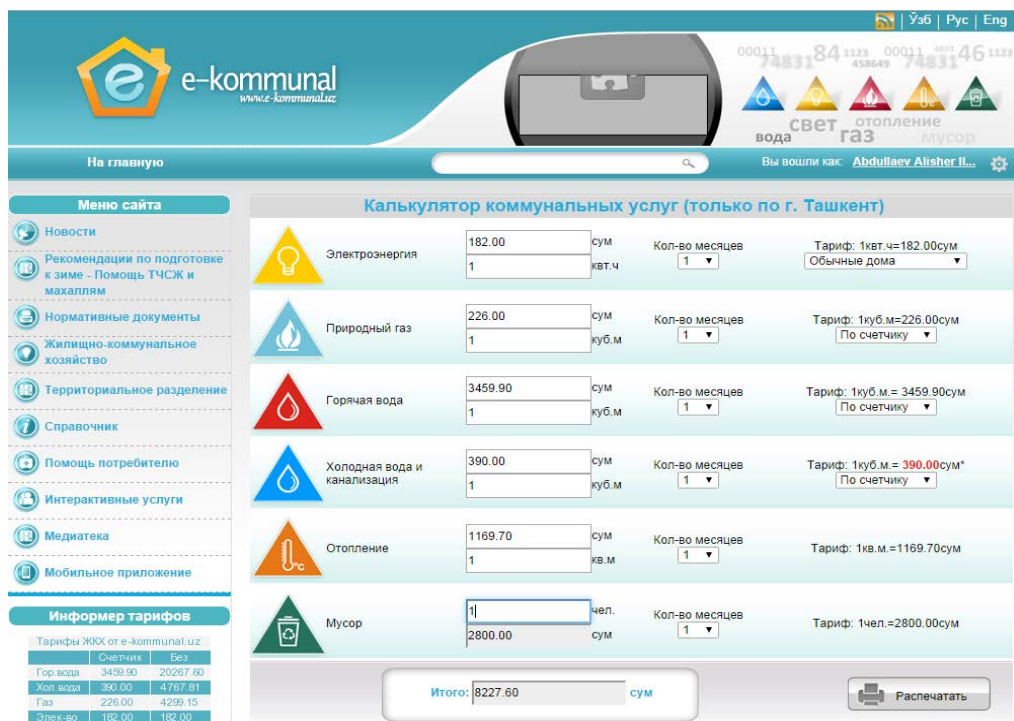 Ўзб | Рус | Eng
e-kommunal
www.e-kommunal.uz
вода
свет
газ
отопление
мусор
На главную
Вы вошли как: Abdullaev Alisher Il...
Меню сайта
Новости
Рекомендации по подготовке
к зиме - Помощь ТЧСЖ и
махаллям
Нормативные документы
Жилищно-коммунальное
хозяйство
Территориальное разделение
Справочник
Помощь потребителю
Интерактивные услуги
Медиатека
Мобильное приложение
Информер тарифов
Тарифы ЖКХ от e-kommunal.uz
Счетчик Без
Гор.вода 3459.90 20267.60
Хол.вода 390.00 4767.81
Газ 226.00 4299.15
Элек-во 182.00 182.00
Калькулятор коммунальных услуг (только по г. Ташкент)
Электроэнергия
182.00 сум
1 квт.ч
Кол-во месяцев
1
Тариф: 1квт.ч=182.00сум
Обычные дома
Природный газ
226.00 сум
1 куб.м
Кол-во месяцев
1
Тариф: 1куб.м=226.00сум
По счетчику
Горячая вода
3459.90 сум
1 куб.м
Кол-во месяцев
1
Тариф: 1куб.м.= 3459.90сум
По счетчику
Холодная вода и
канализация
390.00 сум
1 куб.м
Кол-во месяцев
1
Тариф: 1куб.м.= 390.00сум*
По счетчику
°C
Отопление
1169.70 сум
1 кв.м
Кол-во месяцев
1
Тариф: 1кв.м.=1169.70сум
Мусор
1 чел.
2800.00 сум
Кол-во месяцев
1
Тариф: 1чел.=2800.00сум
Итого: 8227.60 сум
Распечатать